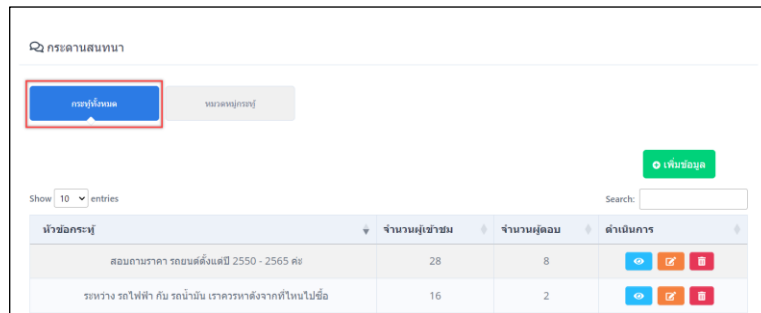 กระดานสนทนา
กระทู้ทั้งหมด หมวดหมู่กระทู้
เพิ่มข้อมูล
Show 10 entries Search:
หัวข้อกระทู้ จำนวนผู้เข้าชม จำนวนผู้ตอบ ดำเนินการ
สอบถามราคา รถยนต์ตั้งแต่ปี 2550 - 2565 ค่ะ 28 8
ระหว่าง รถไฟฟ้า กับ รถน้ำมัน เราควรหาตังจากที่ไหนไปซื้อ 16 2